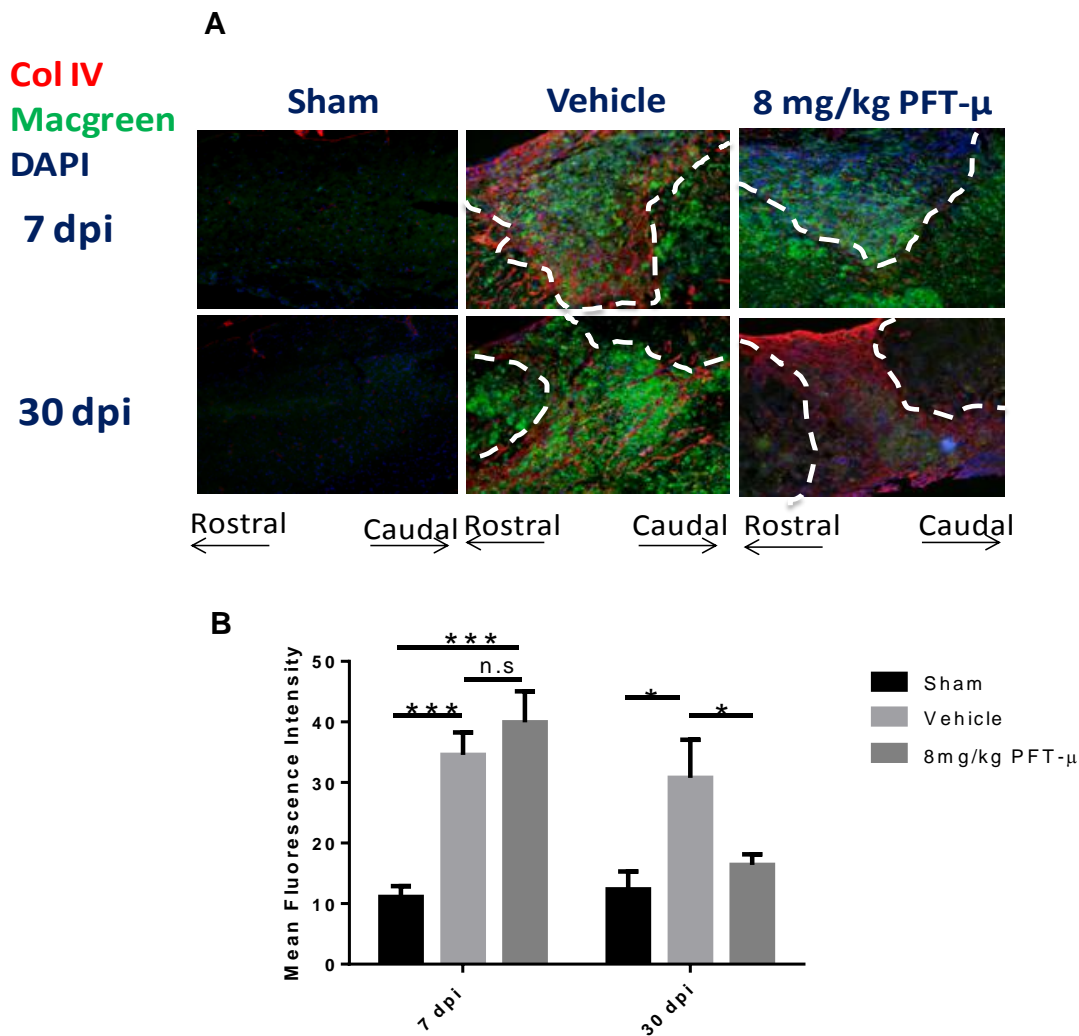 A
Col IV
Macgreen
DAPI
Sham
Vehicle
8 mg/kg PFT-µ
7 dpi
30 dpi
Rostral
Caudal
Rostral
Caudal
Rostral
Caudal
B
Mean Fluorescence Intensity
50
40
30
20
10
0
***
n.s
***
*
*
7 dpi
30 dpi
Sham
Vehicle
8mg/kg PFT-µ